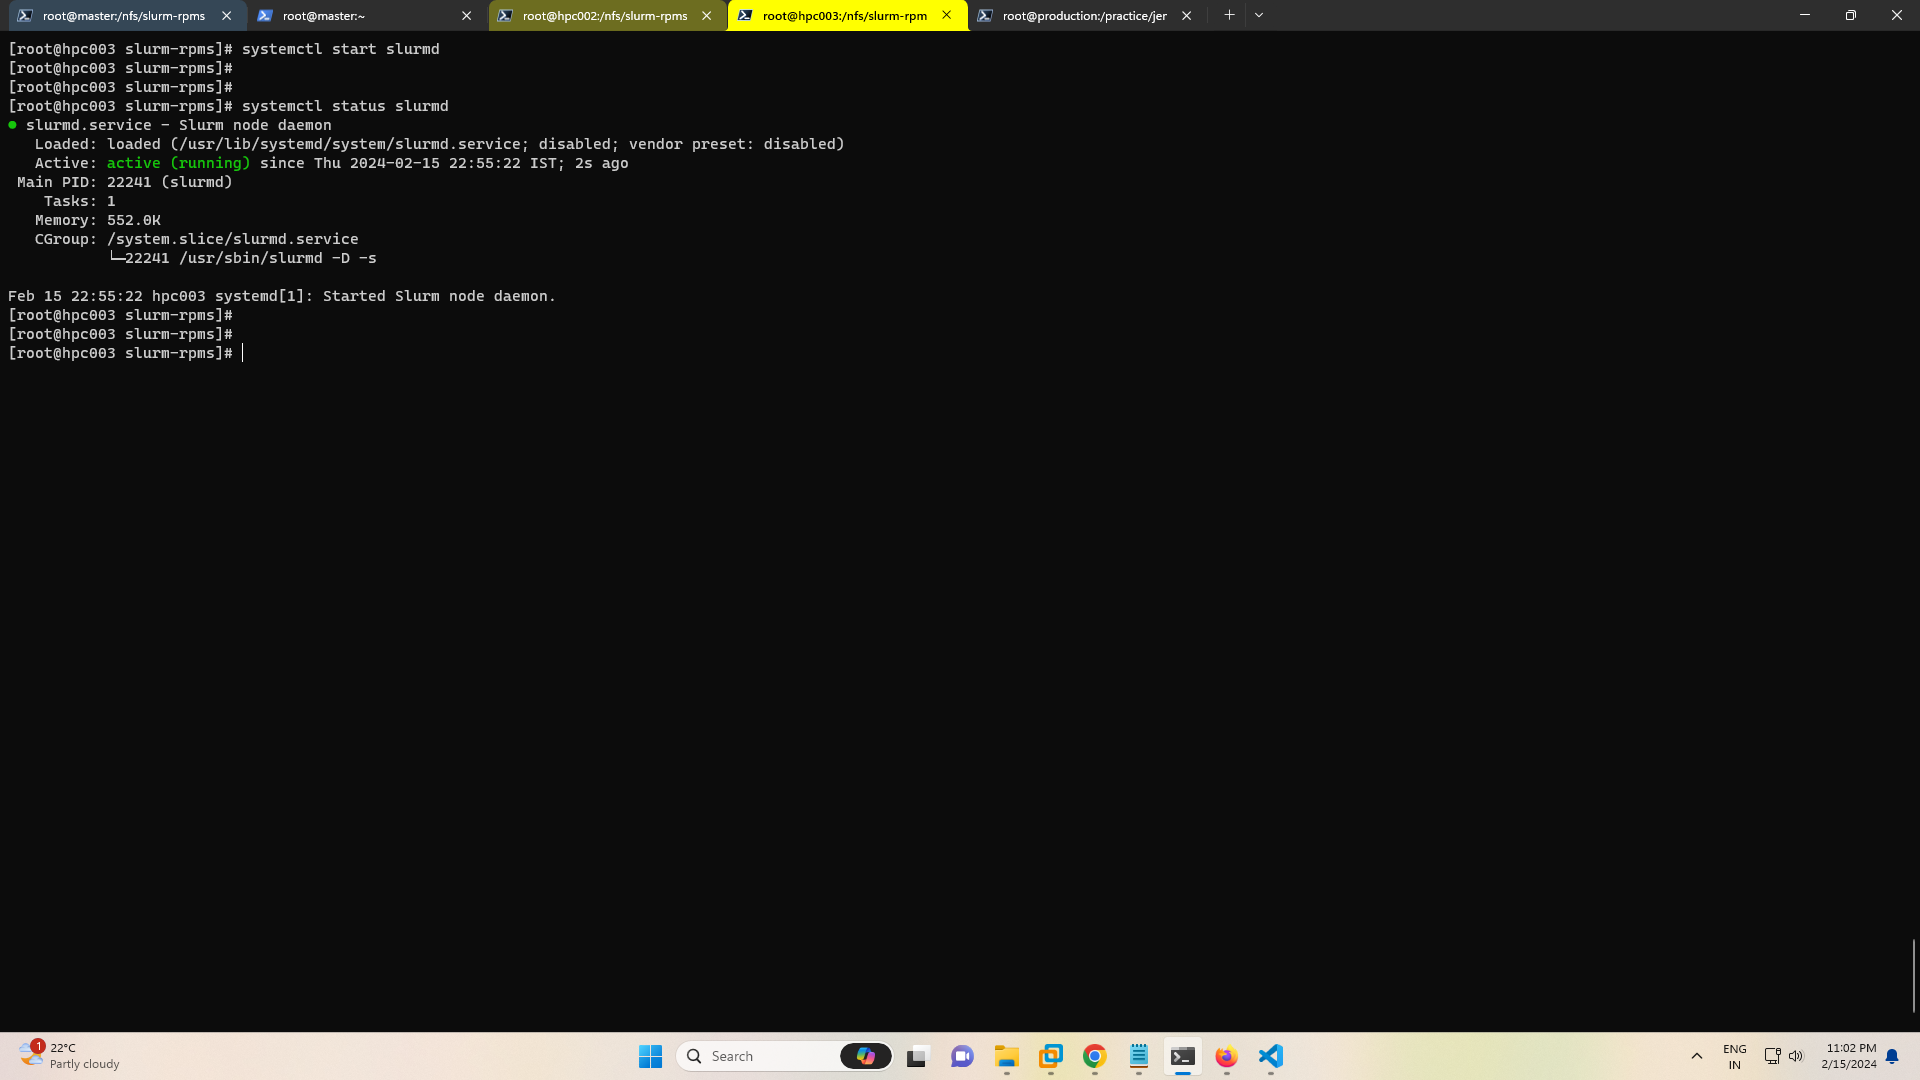 root@master:/nfs/slurm-rpms
root@master:~
root@hpc002:/nfs/slurm-rpms
root@hpc003:/nfs/slurm-rpm
root@production:/practice/jer
[root@hpc003 slurm-rpms]# systemctl start slurmd
[root@hpc003 slurm-rpms]#
[root@hpc003 slurm-rpms]#
[root@hpc003 slurm-rpms]# systemctl status slurmd
● slurmd.service - Slurm node daemon
Loaded: loaded (/usr/lib/systemd/system/slurmd.service; disabled; vendor preset: disabled)
Active: active (running) since Thu 2024-02-15 22:55:22 IST; 2s ago
Main PID: 22241 (slurmd)
Tasks: 1
Memory: 552.0K
CGroup: /system.slice/slurmd.service
└─22241 /usr/sbin/slurmd -D -s
Feb 15 22:55:22 hpc003 systemd[1]: Started Slurm node daemon.
[root@hpc003 slurm-rpms]#
[root@hpc003 slurm-rpms]#
[root@hpc003 slurm-rpms]#
1
22°C
Partly cloudy
Search
ENG
IN
11:02 PM
2/15/2024